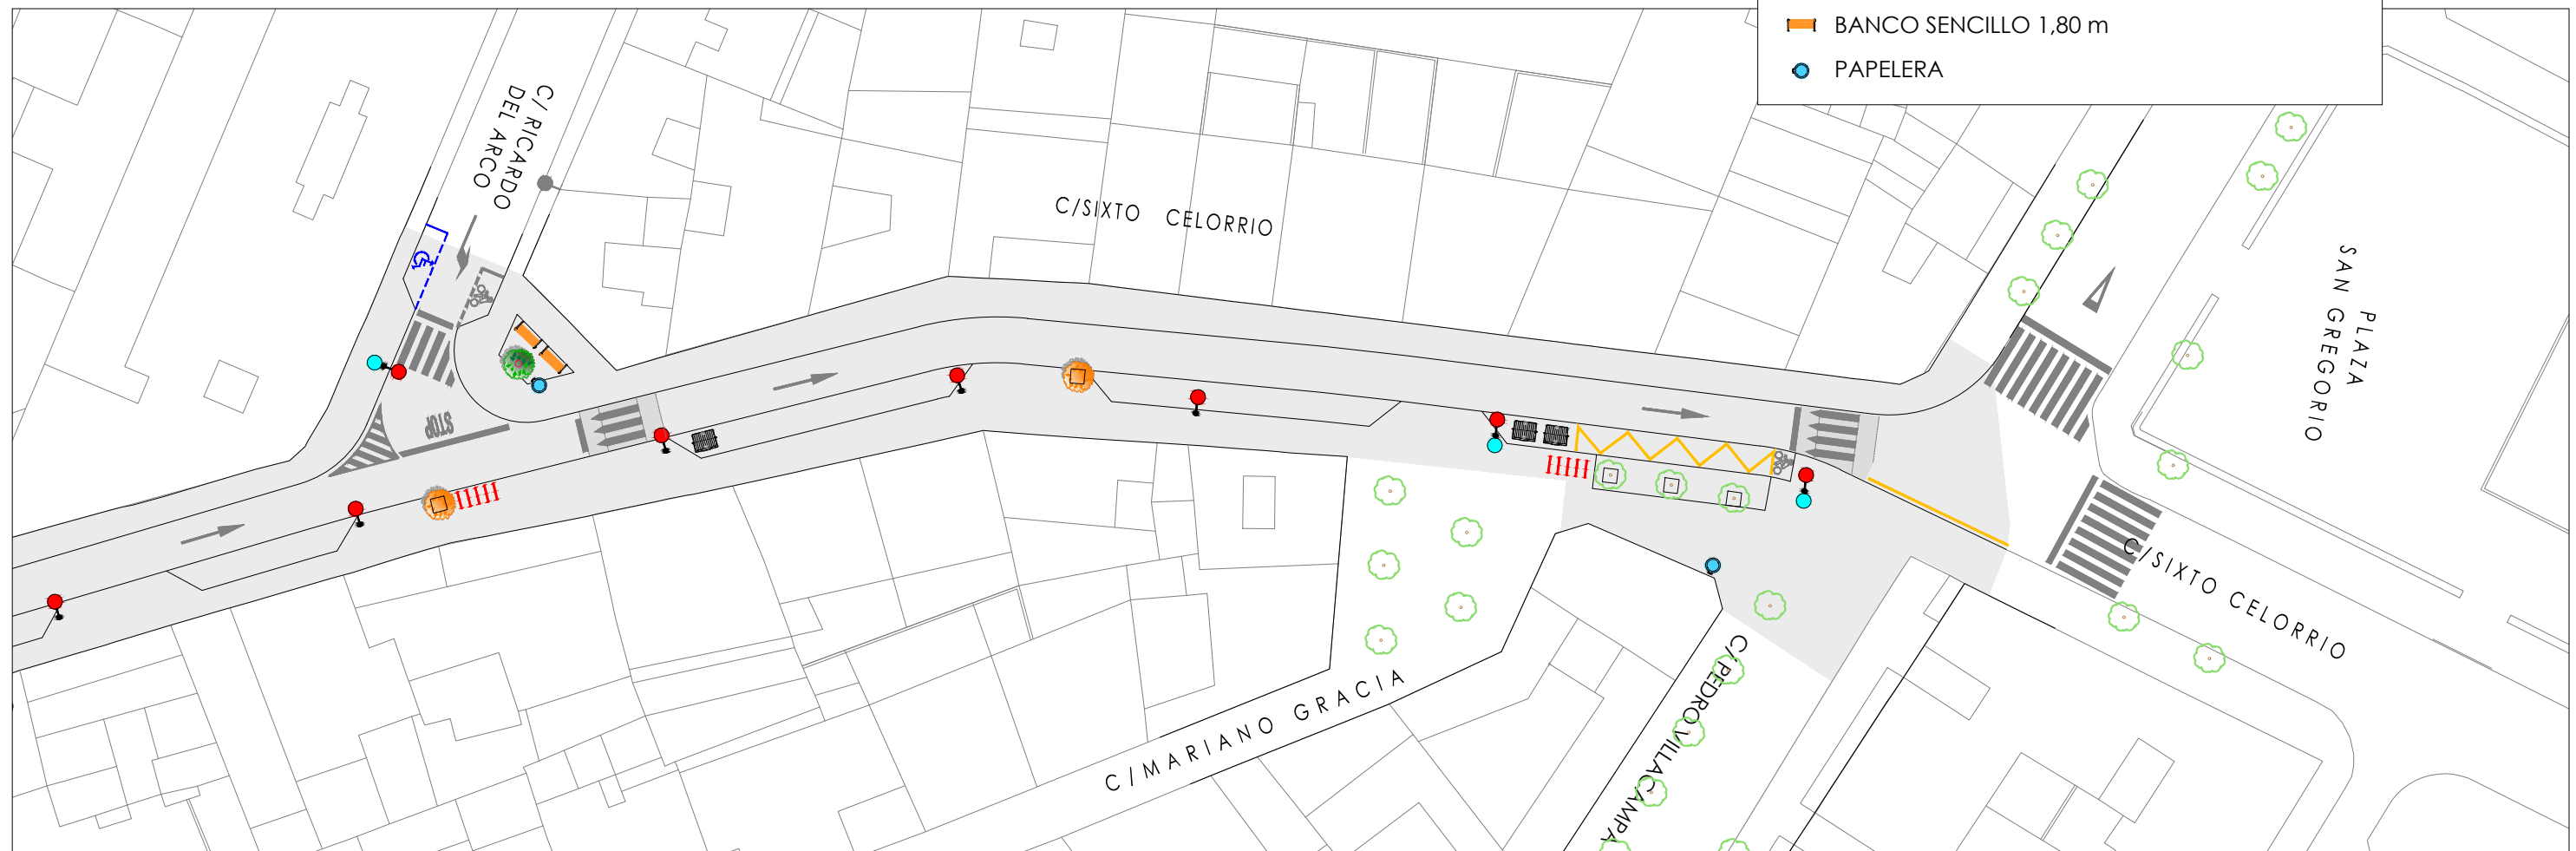 BANCO SENCILLO 1,80 m
PAPELERA
C/RICARDO
DEL ARCO
C/SIXTO CELORRIO
PLAZA
SAN GREGORIO
STOP
C/SIXTO CELORRIO
C/MARIANO GRACIA
C/PEDRO VILLACAMPA